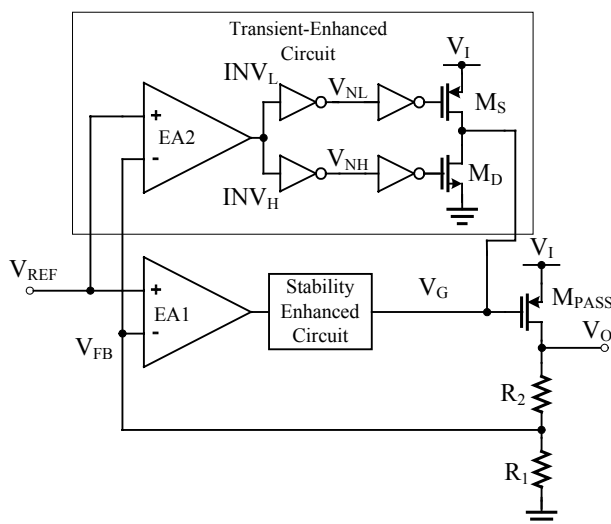 Transient-Enhanced
Circuit
V_I
INV_L
V_NL
M_S
+
EA2
-
V_NH
M_D
INV_H
V_REF
+
EA1
-
Stability
Enhanced
Circuit
V_G
V_I
M_PASS
V_O
V_FB
R_2
R_1